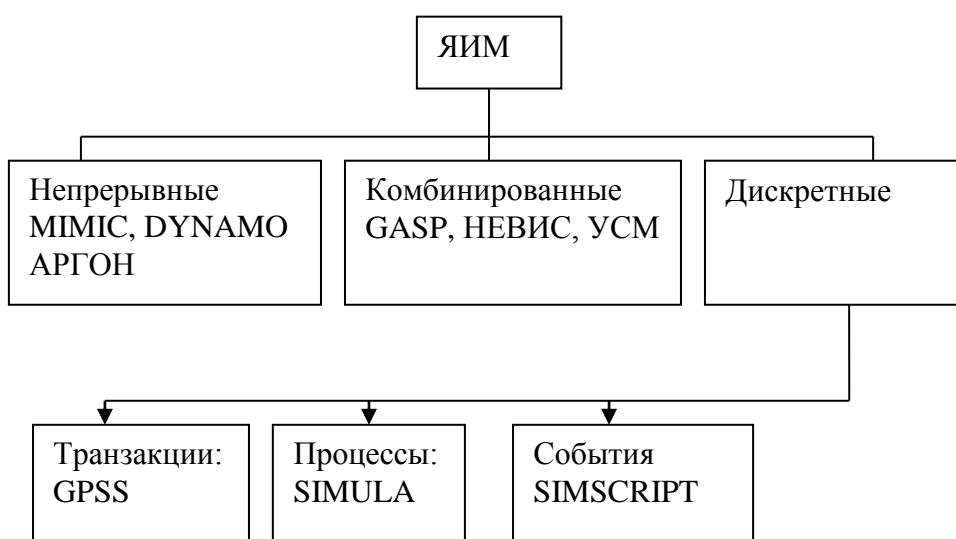 ЯИМ
Непрерывные
MIMIC, DYNAMO
АРГОН
Комбинированные
GASP, НЕВИС, УСМ
Дискретные
Транзакции:
GPSS
Процессы:
SIMULA
События
SIMSCRIPT